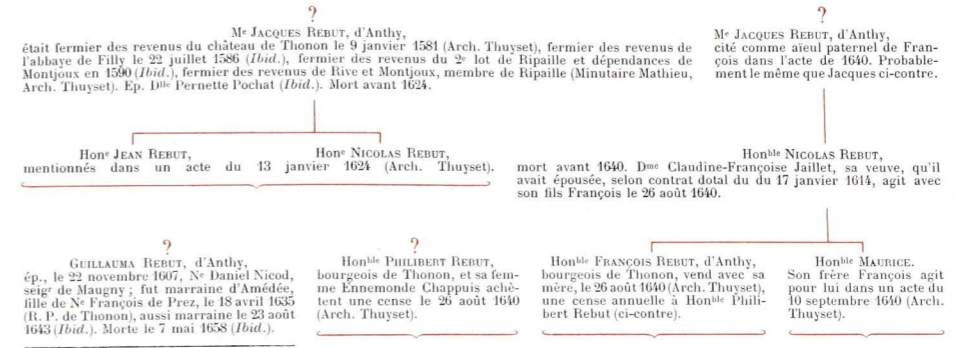 ?
Me JACQUES REBUT, d'Anthy,
était fermier des revenus du château de Thonon le 9 janvier 1581 (Arch. Thuyset), fermier des revenus de
l'abbaye de Filly le 22 juillet 1586 (Ibid.), fermier des revenus du 2e lot de Ripaille et dépendances de
Montjoux en 1590 (Ibid.), fermier des revenus de Rive et Montjoux, membre de Ripaille (Minutaire Mathieu,
Arch. Thuyset). Ep. Dlle Pernette Pochat (Ibid.). Mort avant 1624.
?
Me JACQUES REBUT, d'Anthy,
cité comme aïeul paternel de Fran-
çois dans l'acte de 1640. Probable-
ment le même que Jacques ci-contre.
Hone JEAN REBUT,
Hone NICOLAS REBUT,
mentionnés dans un acte du 13 janvier 1624 (Arch. Thuyset).
Honble NICOLAS REBUT,
mort avant 1640. Dme Claudine-Françoise Jaillet, sa veuve, qu'il
avait épousée, selon contrat dotal du du 17 janvier 1614, agit avec
son fils François le 26 août 1640.
?
GUILLAUMA REBUT, d'Anthy,
ép., le 22 novembre 1607, Ne Daniel Nicod,
seigr de Maugny ; fut marraine d'Amédée,
fille de Ne François de Prez, le 18 avril 1635
(R. P. de Thonon), aussi marraine le 23 août
1643 (Ibid.). Morte le 7 mai 1658 (Ibid.).
?
Honble PHILIBERT REBUT,
bourgeois de Thonon, et sa fem-
me Ennemonde Chappuis achè-
tent une cense le 26 août 1640
(Arch. Thuyset).
Honble FRANÇOIS REBUT, d'Anthy,
bourgeois de Thonon, vend avec sa
mère, le 26 août 1640 (Arch. Thuyset),
une cense annuelle à Honble Phili-
bert Rebut (ci-contre).
Honble MAURICE.
Son frère François agit
pour lui dans un acte du
10 septembre 1640 (Arch.
Thuyset).